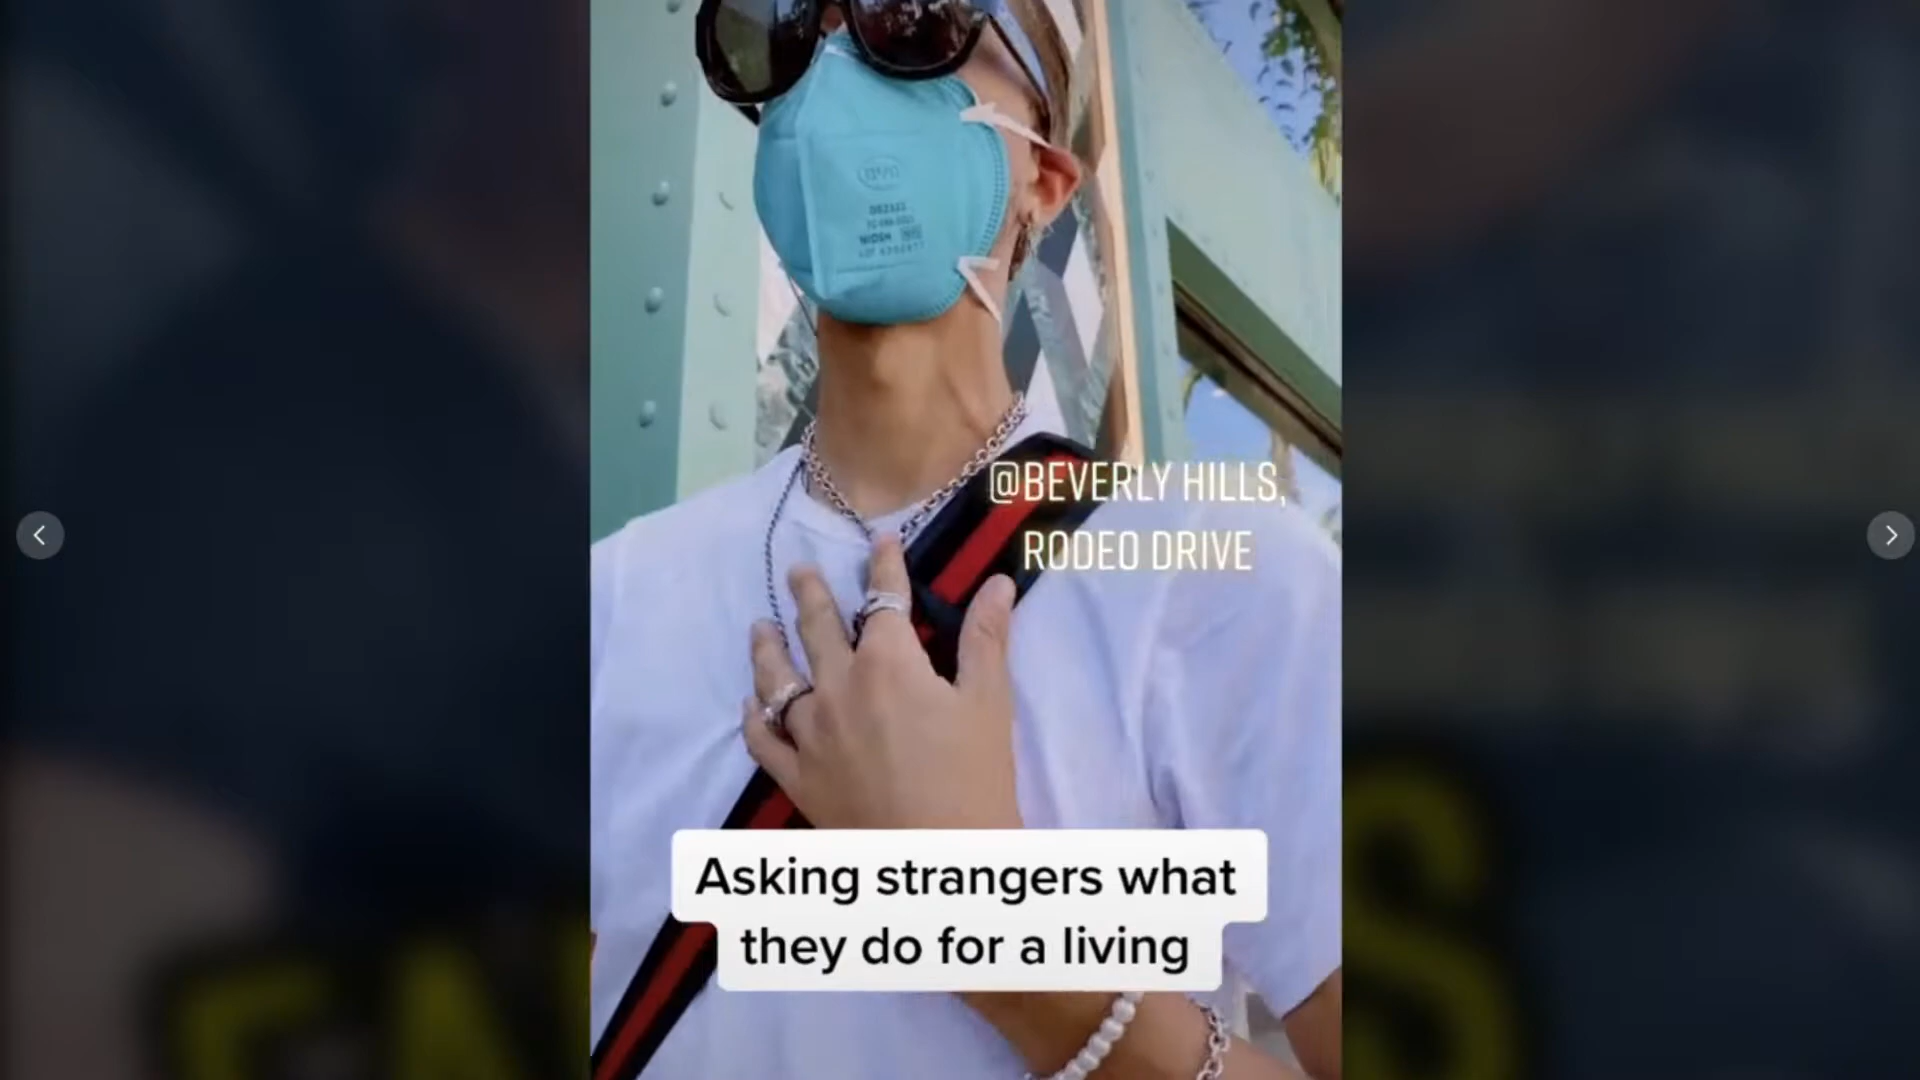 @BEVERLY HILLS,
RODEO DRIVE
Asking strangers what
they do for a living